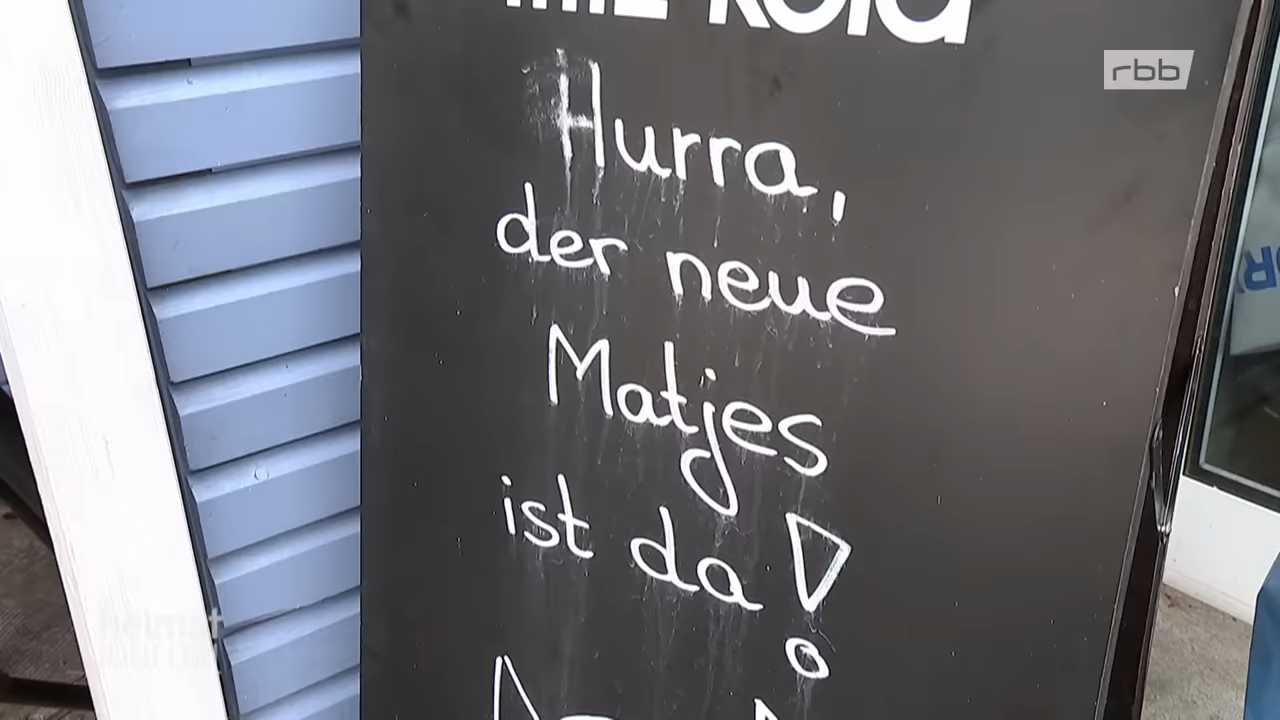 rbb
Hurra,
der neue
Matjes
ist da!